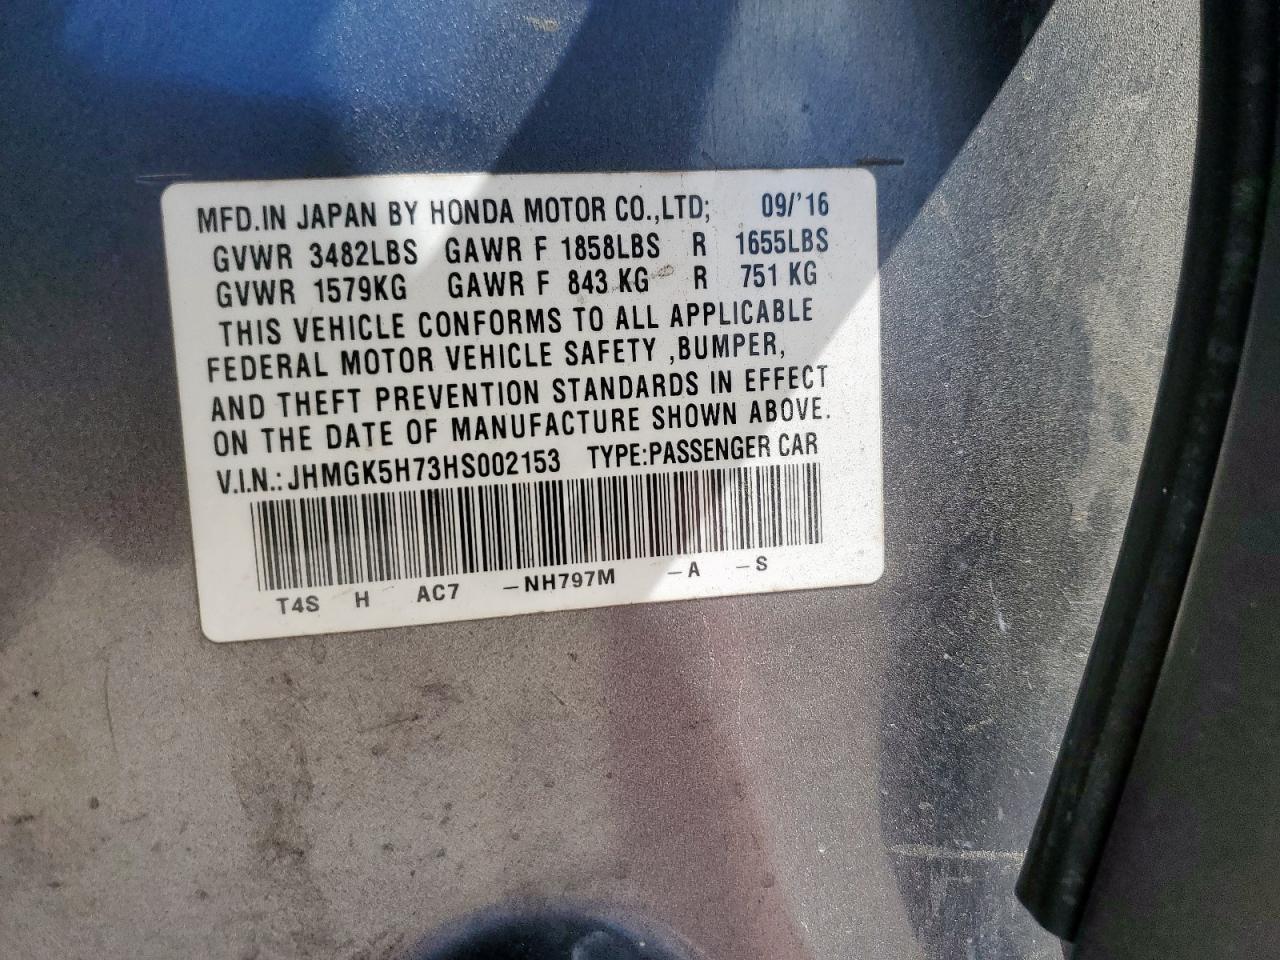 MFD.IN JAPAN BY HONDA MOTOR CO.,LTD; 09/'16
GVWR 3482LBS GAWR F 1858LBS R 1655LBS
GVWR 1579KG GAWR F 843 KG R 751 KG
THIS VEHICLE CONFORMS TO ALL APPLICABLE
FEDERAL MOTOR VEHICLE SAFETY ,BUMPER,
AND THEFT PREVENTION STANDARDS IN EFFECT
ON THE DATE OF MANUFACTURE SHOWN ABOVE.
V.I.N.: JHMGK5H73HS002153 TYPE:PASSENGER CAR
T4S H AC7 -NH797M -A -S